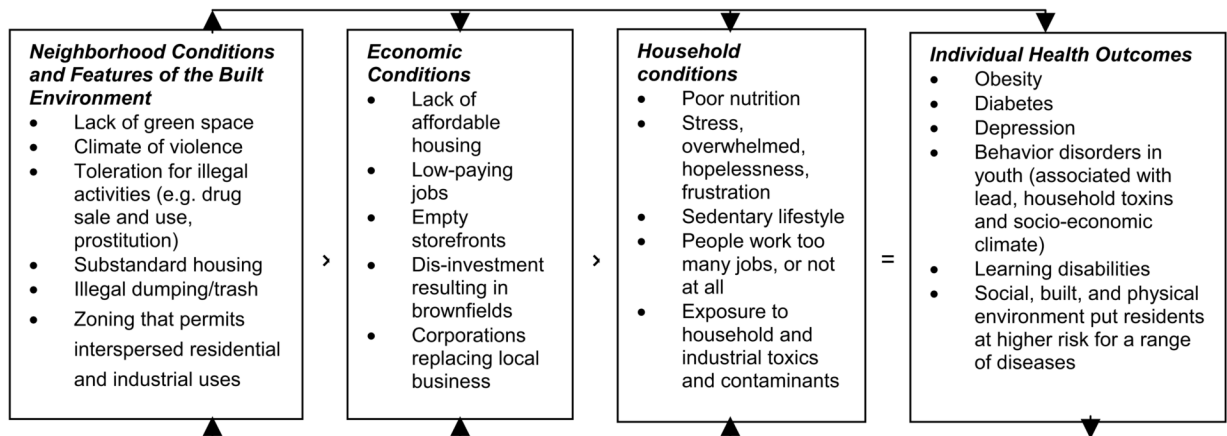 Neighborhood Conditions
and Features of the Built
Environment
• Lack of green space
• Climate of violence
• Toleration for illegal
activities (e.g. drug
sale and use,
prostitution)
• Substandard housing
• Illegal dumping/trash
• Zoning that permits
interspersed residential
and industrial uses
›
Economic
Conditions
• Lack of
affordable
housing
• Low-paying
jobs
• Empty
storefronts
• Dis-investment
resulting in
brownfields
• Corporations
replacing local
business
›
Household
conditions
• Poor nutrition
• Stress,
overwhelmed,
hopelessness,
frustration
• Sedentary lifestyle
• People work too
many jobs, or not
at all
• Exposure to
household and
industrial toxics
and contaminants
=
Individual Health Outcomes
• Obesity
• Diabetes
• Depression
• Behavior disorders in
youth (associated with
lead, household toxins
and socio-economic
climate)
• Learning disabilities
• Social, built, and physical
environment put residents
at higher risk for a range
of diseases